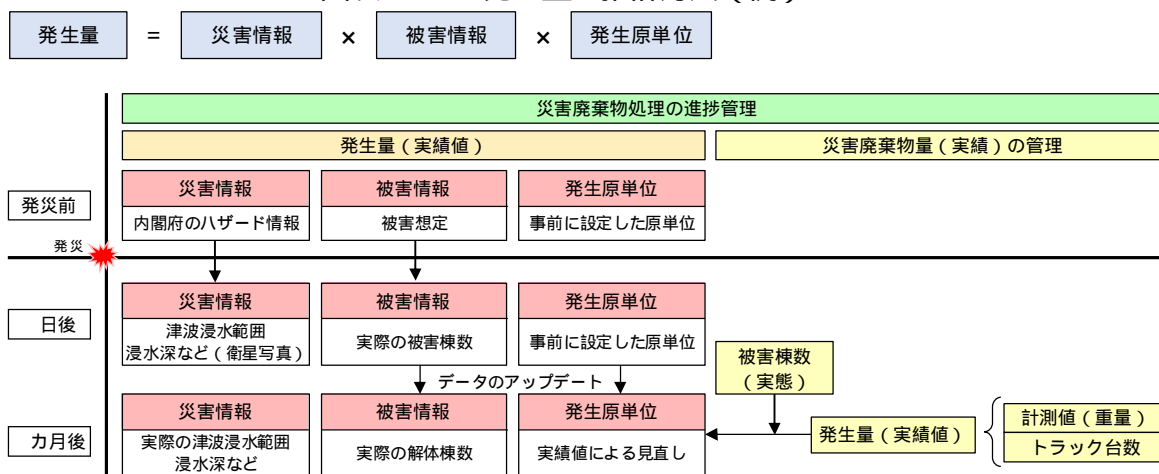 発生量 = 災害情報 × 被害情報 × 発生原単位
災害廃棄物処理の進捗管理
発生量(実績値)
災害廃棄物量(実績)の管理
発災前
災害情報
内閣府のハザード情報
被害情報
被害想定
発生原単位
事前に設定した原単位
発災
日後
災害情報
津波浸水範囲
浸水深など(衛星写真)
被害情報
実際の被害棟数
発生原単位
事前に設定した原単位
被害棟数
(実態)
データのアップデート
カ月後
災害情報
実際の津波浸水範囲
浸水深など
被害情報
実際の解体棟数
発生原単位
実績値による見直し
発生量(実績値)
計測値(重量)
トラック台数